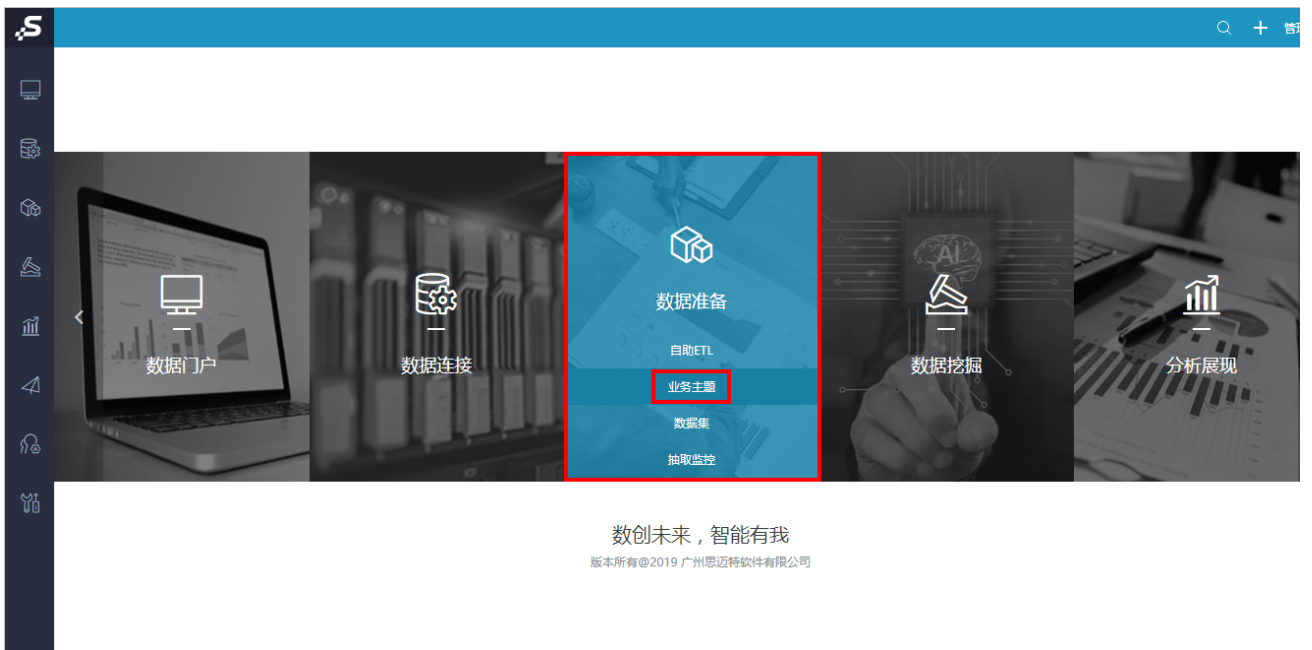 管理
数据门户
数据连接
数据准备
自助ETL
业务主题
数据集
抽取监控
AI
数据挖掘
分析展现
数创未来，智能有我
版本所有@2019 广州思迈特软件有限公司